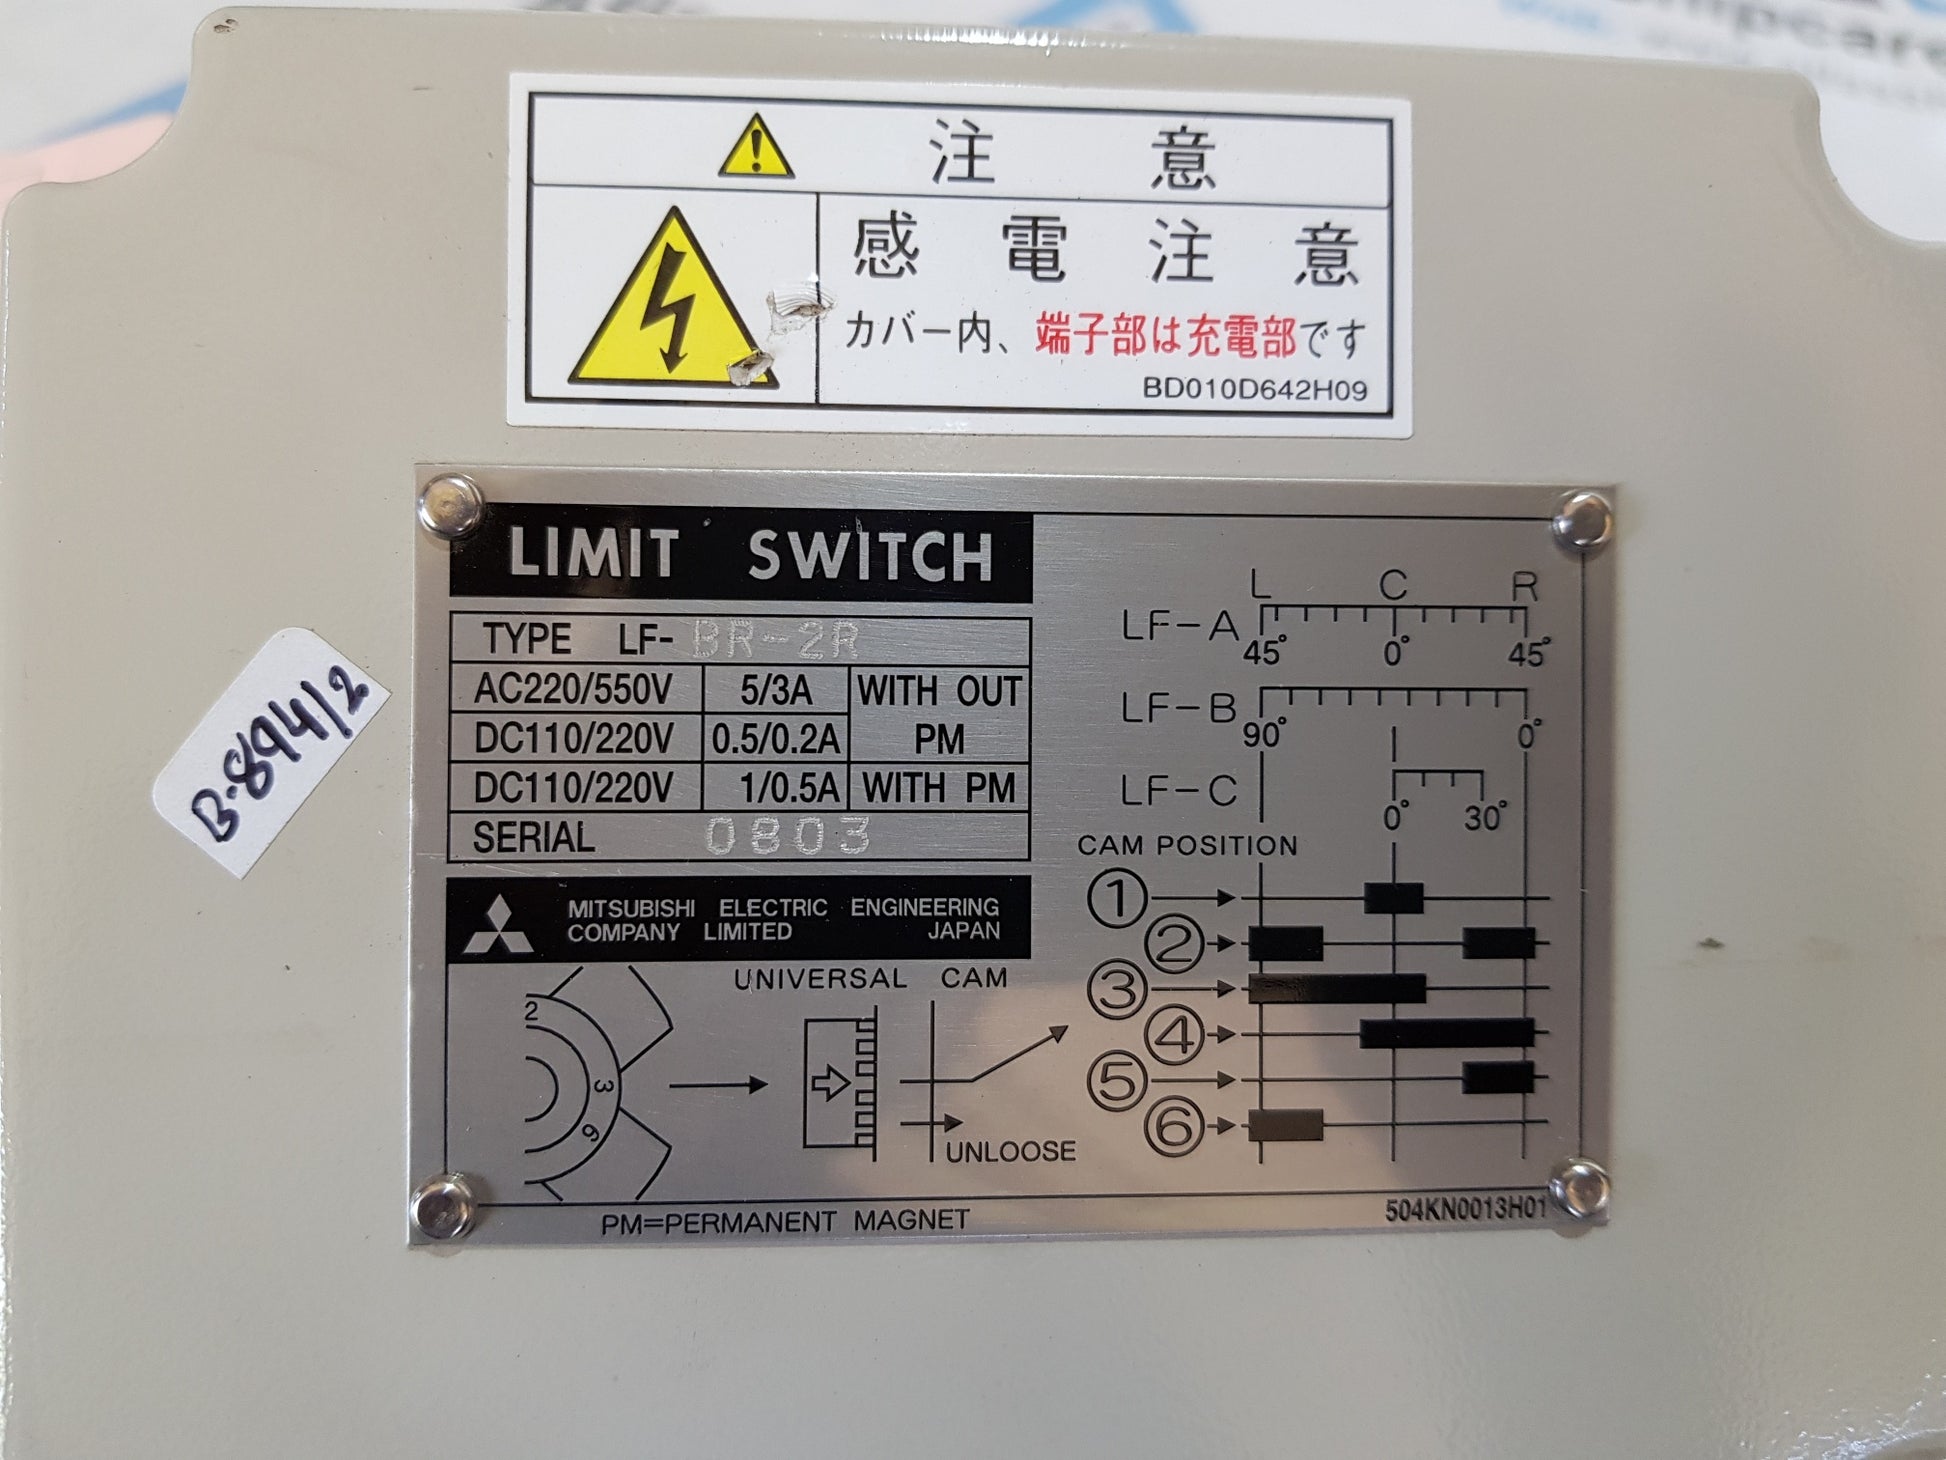 注 意
感 電 注 意
カバー内、端子部は充電部です
BD010D642H09
LIMIT SWITCH
TYPE LF-BR-2R
AC220/550V 5/3A WITH OUT
DC110/220V 0.5/0.2A PM
DC110/220V 1/0.5A WITH PM
SERIAL 0803
MITSUBISHI ELECTRIC ENGINEERING
COMPANY LIMITED JAPAN
UNIVERSAL CAM
2
3
6
UNLOOSE
PM=PERMANENT MAGNET
L C R
LF-A
45° 0° 45°
LF-B
90° 0°
LF-C
0° 30°
CAM POSITION
①
②
③
④
⑤
⑥
504KN0013H01
B-894/2